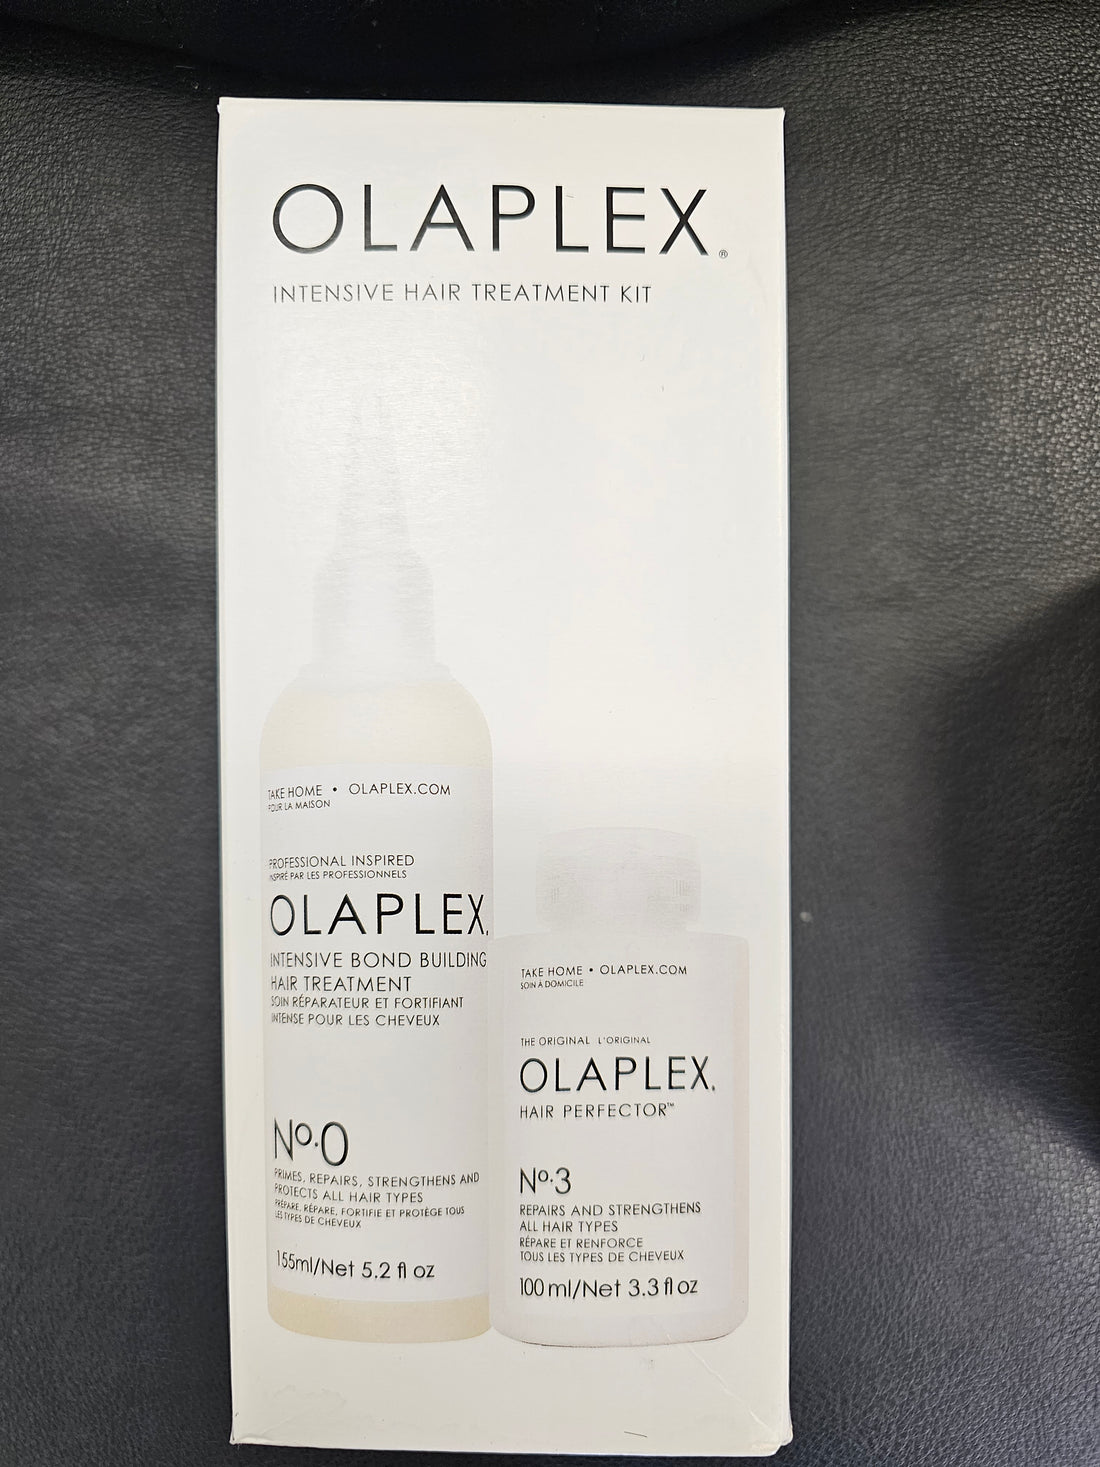 OLAPLEX®
INTENSIVE HAIR TREATMENT KIT
TAKE HOME • OLAPLEX.COM
POUR LA MAISON
PROFESSIONAL INSPIRED
INSPIRÉ PAR LES PROFESSIONNELS
OLAPLEX.
INTENSIVE BOND BUILDING
HAIR TREATMENT
SOIN RÉPARATEUR ET FORTIFIANT
INTENSE POUR LES CHEVEUX
Nº.0
PRIMES, REPAIRS, STRENGTHENS AND
PROTECTS ALL HAIR TYPES
PRÉPARE, RÉPARE, FORTIFIE ET PROTÈGE TOUS
LES TYPES DE CHEVEUX
155ml/Net 5.2 fl oz
TAKE HOME • OLAPLEX.COM
SOIN À DOMICILE
THE ORIGINAL L'ORIGINAL
OLAPLEX.
HAIR PERFECTOR™
Nº.3
REPAIRS AND STRENGTHENS
ALL HAIR TYPES
RÉPARE ET RENFORCE
TOUS LES TYPES DE CHEVEUX
100 ml/Net 3.3 fl oz